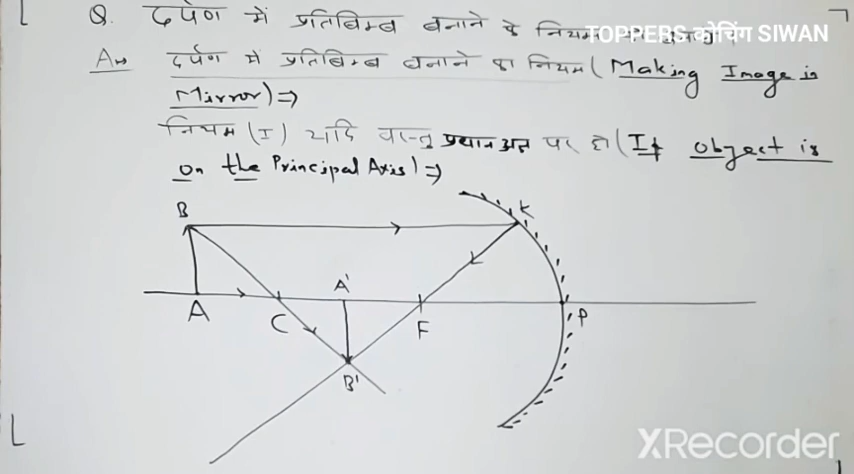 Q. दर्पण में प्रतिबिम्ब बनाने के नियम
TOPPERS कोचिंग SIWAN
A⇒ दर्पण में प्रतिबिम्ब बनाने का नियम (Making Image in
Mirror) ⇒
नियम (I) यदि वस्तु प्रधान अक्ष पर हो (If object is
on the Principal Axis) ⇒
B
K
A'
A
C
F
P
B'
XRecorder